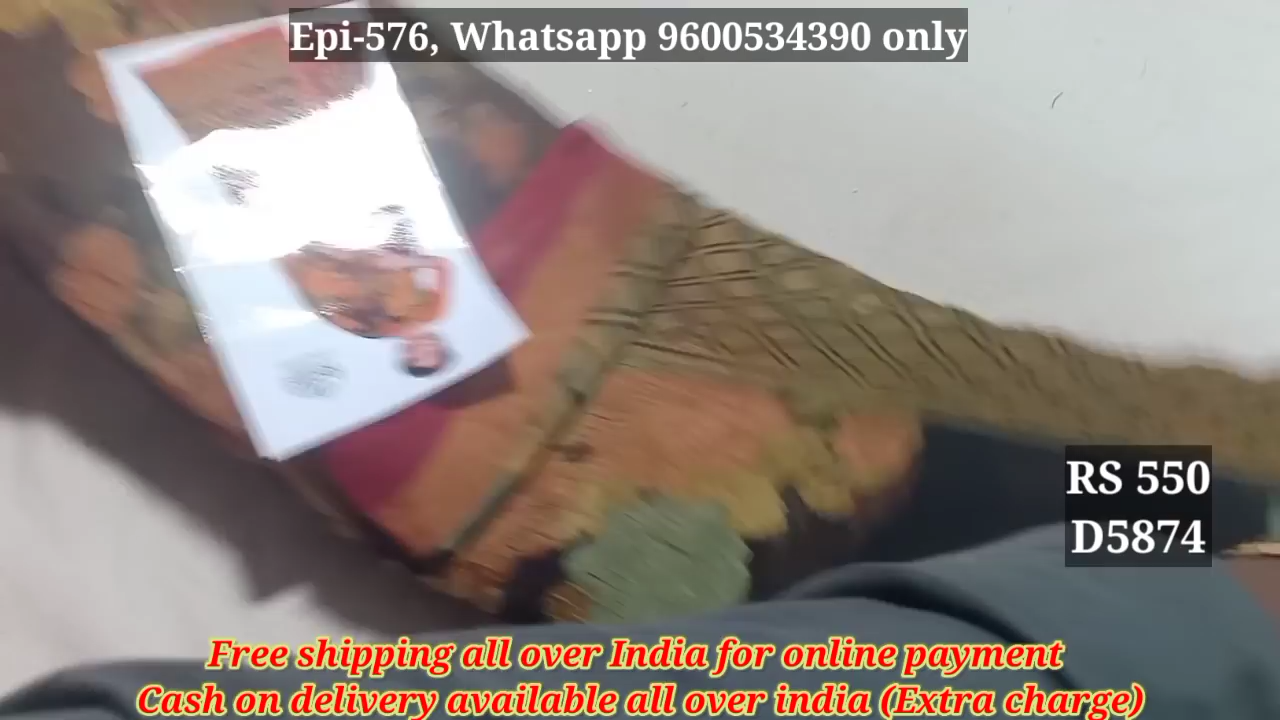 Epi-576, Whatsapp 9600534390 only
RS 550
D5874
Free shipping all over India for online payment
Cash on delivery available all over india (Extra charge)